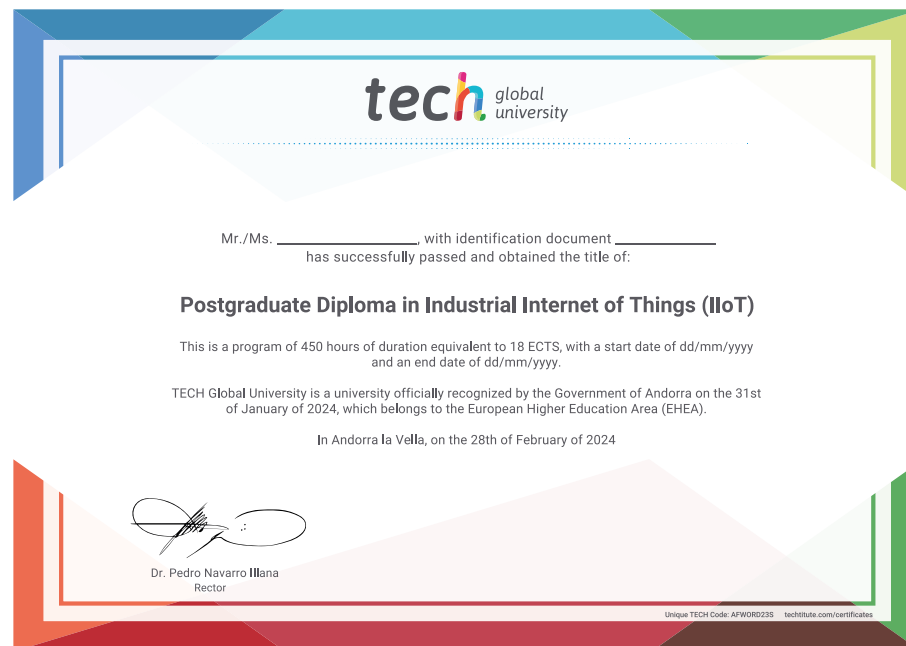 tech global
university
Mr./Ms. ____________________, with identification document ______________
has successfully passed and obtained the title of:
Postgraduate Diploma in Industrial Internet of Things (IIoT)
This is a program of 450 hours of duration equivalent to 18 ECTS, with a start date of dd/mm/yyyy
and an end date of dd/mm/yyyy.
TECH Global University is a university officially recognized by the Government of Andorra on the 31st
of January of 2024, which belongs to the European Higher Education Area (EHEA).
In Andorra la Vella, on the 28th of February of 2024
Dr. Pedro Navarro Illana
Rector
Unique TECH Code: AFWORD23S techtitute.com/certificates